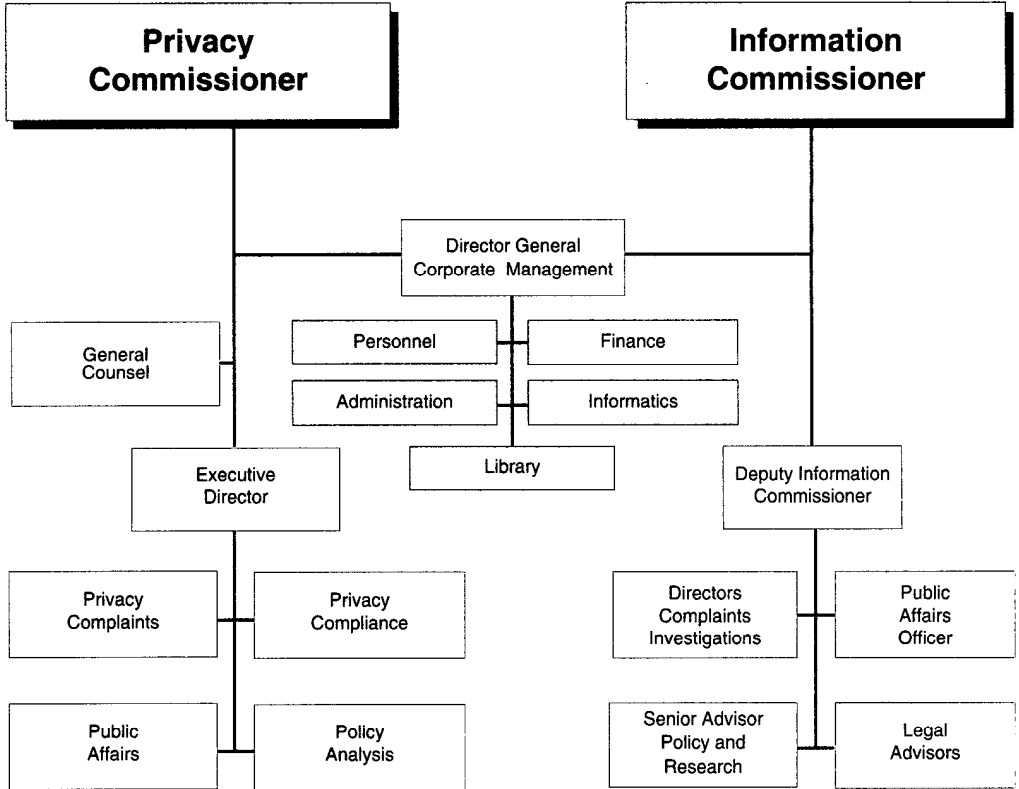 Privacy
Commissioner
Information
Commissioner
Director General
Corporate Management
General
Counsel
Personnel
Finance
Administration
Informatics
Library
Executive
Director
Deputy Information
Commissioner
Privacy
Complaints
Privacy
Compliance
Directors
Complaints
Investigations
Public
Affairs
Officer
Public
Affairs
Policy
Analysis
Senior Advisor
Policy and
Research
Legal
Advisors